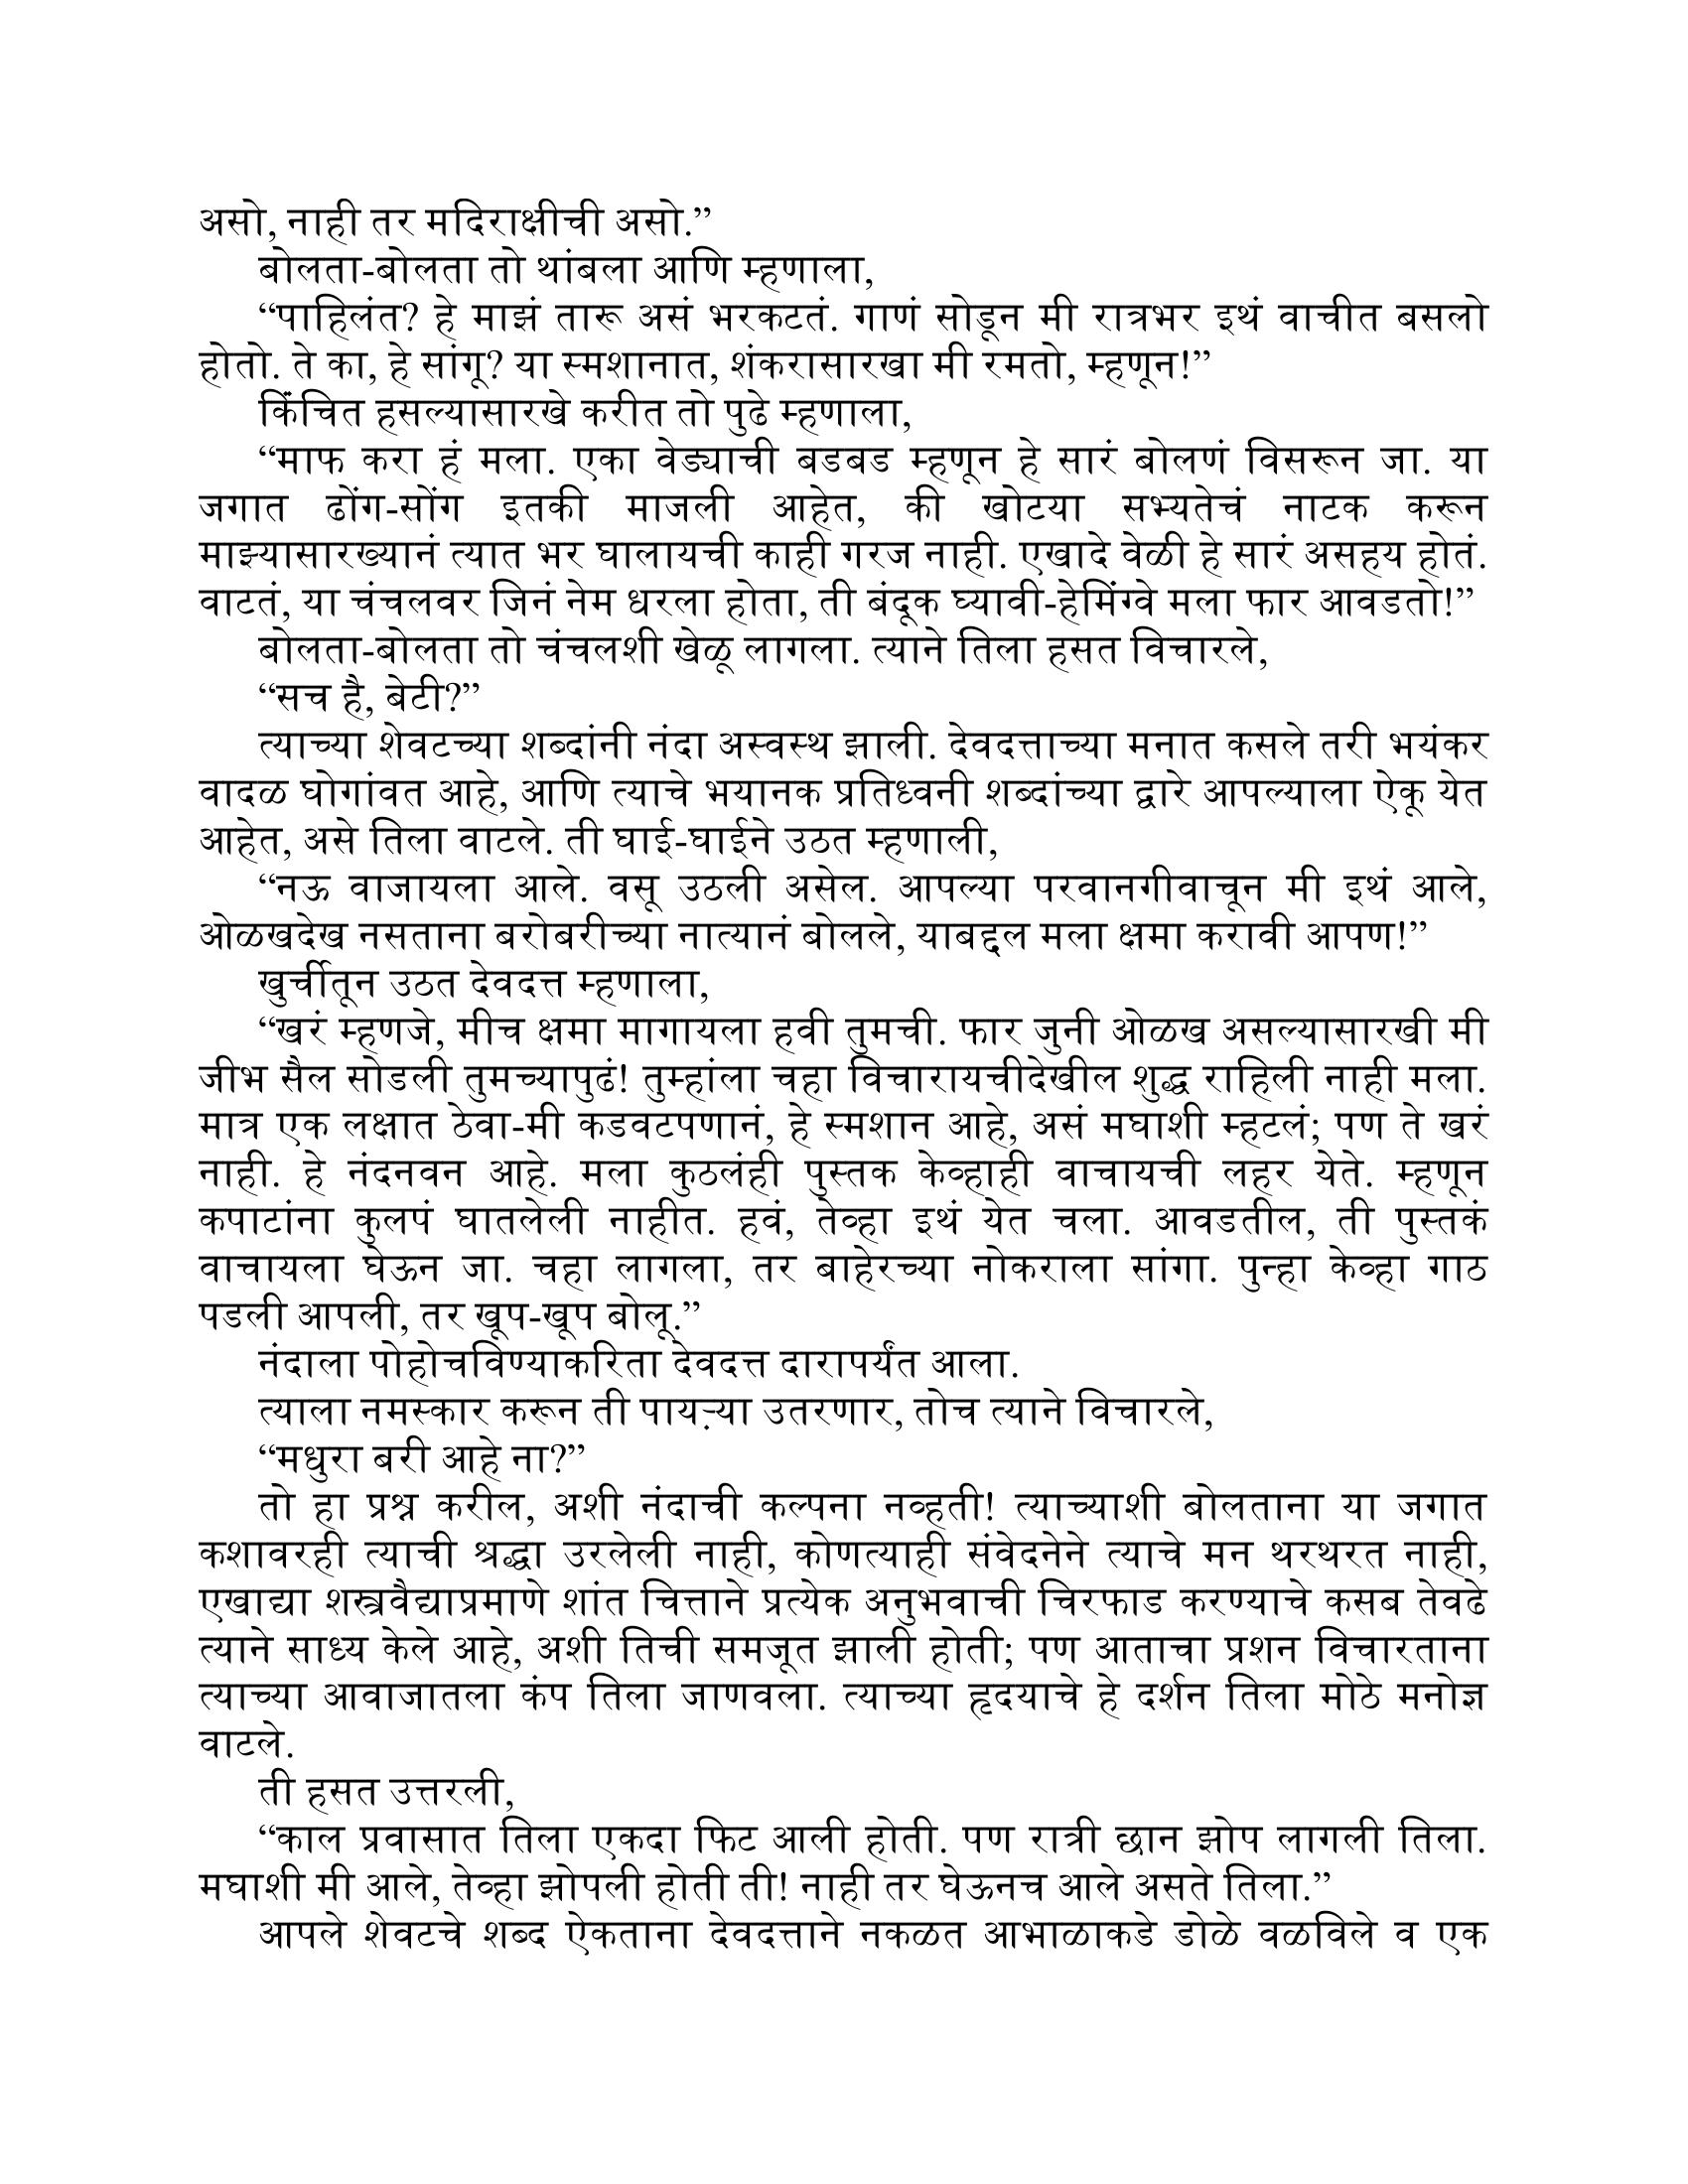 असो, नाही तर मदिराक्षीची असो.”
बोलता-बोलता तो थांबला आणि म्हणाला,
“पाहिलंत? हे माझं तारू असं भरकटतं. गाणं सोडून मी रात्रभर इथं वाचीत बसलो
होतो. ते का, हे सांगू? या स्मशानात, शंकरासारखा मी रमतो, म्हणून!”
किंचित हसल्यासारखे करीत तो पुढे म्हणाला,
“माफ करा हं मला. एका वेड्याची बडबड म्हणून हे सारं बोलणं विसरून जा. या
जगात ढोंग-सोंग इतकी माजली आहेत, की खोटया सभ्यतेचं नाटक करून
माझ्यासारख्यानं त्यात भर घालायची काही गरज नाही. एखादे वेळी हे सारं असहय होतं.
वाटतं, या चंचलवर जिनं नेम धरला होता, ती बंदूक घ्यावी-हेमिंग्वे मला फार आवडतो!”
बोलता-बोलता तो चंचलशी खेळू लागला. त्याने तिला हसत विचारले,
“सच है, बेटी?”
त्याच्या शेवटच्या शब्दांनी नंदा अस्वस्थ झाली. देवदत्ताच्या मनात कसले तरी भयंकर
वादळ घोगांवत आहे, आणि त्याचे भयानक प्रतिध्वनी शब्दांच्या द्वारे आपल्याला ऐकू येत
आहेत, असे तिला वाटले. ती घाई-घाईने उठत म्हणाली,
“नऊ वाजायला आले. वसू उठली असेल. आपल्या परवानगीवाचून मी इथं आले,
ओळखदेख नसताना बरोबरीच्या नात्यानं बोलले, याबद्दल मला क्षमा करावी आपण!”
खुर्चीतून उठत देवदत्त म्हणाला,
“खरं म्हणजे, मीच क्षमा मागायला हवी तुमची. फार जुनी ओळख असल्यासारखी मी
जीभ सैल सोडली तुमच्यापुढं! तुम्हांला चहा विचारायचीदेखील शुद्ध राहिली नाही मला.
मात्र एक लक्षात ठेवा-मी कडवटपणानं, हे स्मशान आहे, असं मघाशी म्हटलं; पण ते खरं
नाही. हे नंदनवन आहे. मला कुठलंही पुस्तक केव्हाही वाचायची लहर येते. म्हणून
कपाटांना कुलपं घातलेली नाहीत. हवं, तेव्हा इथं येत चला. आवडतील, ती पुस्तकं
वाचायला घेऊन जा. चहा लागला, तर बाहेरच्या नोकराला सांगा. पुन्हा केव्हा गाठ
पडली आपली, तर खूप-खूप बोलू.”
नंदाला पोहोचविण्याकरिता देवदत्त दारापर्यंत आला.
त्याला नमस्कार करून ती पायऱ्या उतरणार, तोच त्याने विचारले,
“मधुरा बरी आहे ना?”
तो हा प्रश्न करील, अशी नंदाची कल्पना नव्हती! त्याच्याशी बोलताना या जगात
कशावरही त्याची श्रद्धा उरलेली नाही, कोणत्याही संवेदनेने त्याचे मन थरथरत नाही,
एखाद्या शस्त्रवैद्याप्रमाणे शांत चित्ताने प्रत्येक अनुभवाची चिरफाड करण्याचे कसब तेवढे
त्याने साध्य केले आहे, अशी तिची समजूत झाली होती; पण आताचा प्रशन विचारताना
त्याच्या आवाजातला कंप तिला जाणवला. त्याच्या हृदयाचे हे दर्शन तिला मोठे मनोज्ञ
वाटले.
ती हसत उत्तरली,
“काल प्रवासात तिला एकदा फिट आली होती. पण रात्री छान झोप लागली तिला.
मघाशी मी आले, तेव्हा झोपली होती ती! नाही तर घेऊनच आले असते तिला.”
आपले शेवटचे शब्द ऐकताना देवदत्ताने नकळत आभाळाकडे डोळे वळविले व एक